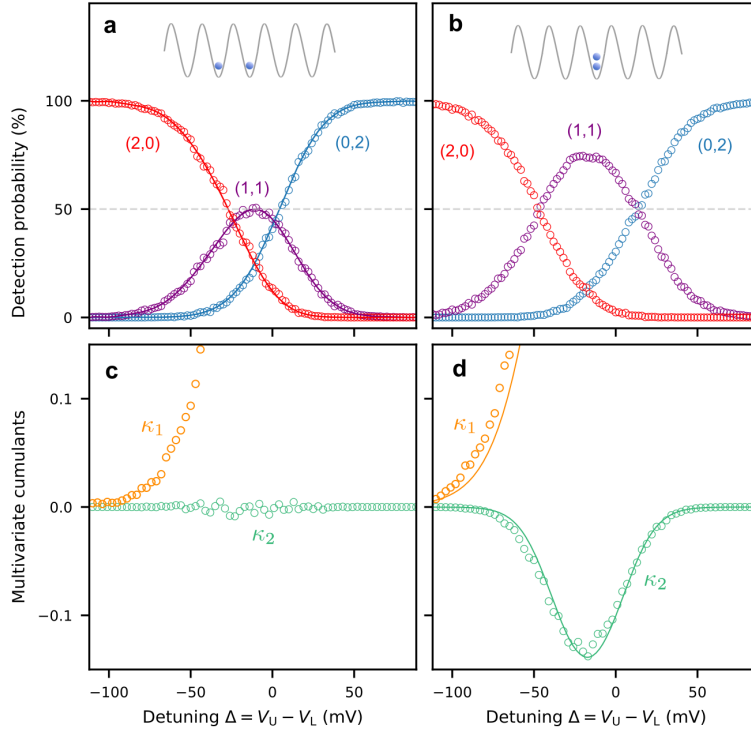 a
b
Detection probability (%)
100
50
0
(2,0)
(1,1)
(0,2)
(2,0)
(1,1)
(0,2)
c
d
Multivariate cumulants
0.1
0.0
−0.1
κ1
κ2
κ1
κ2
−100
−50
0
50
−100
−50
0
50
Detuning Δ = VU − VL (mV)
Detuning Δ = VU − VL (mV)